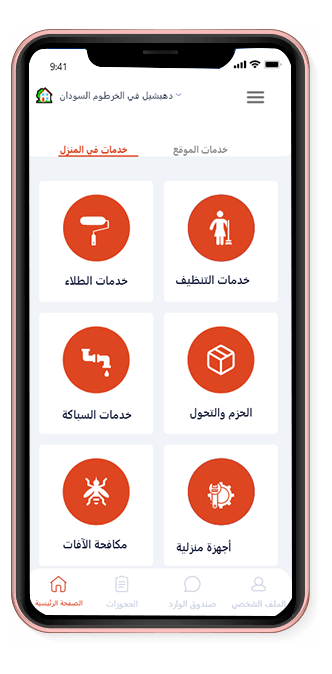 9:41
دهبشيل في الخرطوم السودان
خدمات الموقع
خدمات في المنزل
خدمات التنظيف
خدمات الطلاء
الحزم والتحول
خدمات السباكة
أجهزة منزلية
مكافحة الآفات
الملف الشخصي
صندوق الوارد
الحجوزات
الصفحة الرئيسية